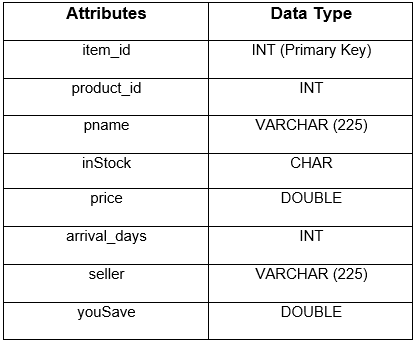 Attributes Data Type
item_id INT (Primary Key)
product_id INT
pname VARCHAR (225)
inStock CHAR
price DOUBLE
arrival_days INT
seller VARCHAR (225)
youSave DOUBLE